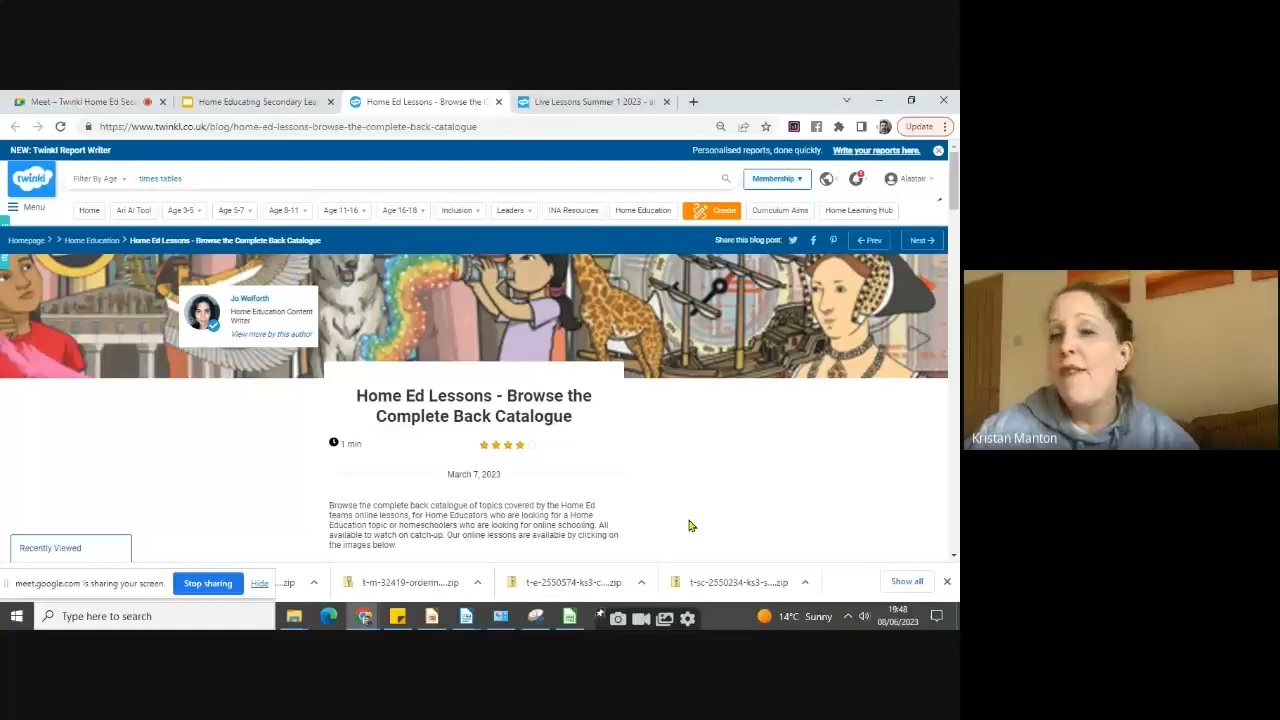 Meet – Twinkl Home Ed Sec
Home Educating Secondary Lea
Home Ed Lessons - Browse the C
Live Lessons Summer 1 2023 - a
https://www.twinkl.co.uk/blog/home-ed-lessons-browse-the-complete-back-catalogue
Update
NEW: Twinkl Report Writer
Personalised reports, done quickly. Write your reports here.
twinkl
Filter By Age
times tables
Membership
Alastair
Menu
Home
Ari AI Tool
Age 3-5
Age 5-7
Age 8-11
Age 11-16
Age 16-18
Inclusion
Leaders
INA Resources
Home Education
Create
Curriculum Aims
Home Learning Hub
Homepage > > Home Education > Home Ed Lessons - Browse the Complete Back Catalogue
Share this blog post:
Prev
Next
Jo Wolforth
Home Education Content
Writer
View more by this author
Home Ed Lessons - Browse the
Complete Back Catalogue
1 min
March 7, 2023
Browse the complete back catalogue of topics covered by the Home Ed
teams online lessons, for Home Educators who are looking for a Home
Education topic or homeschoolers who are looking for online schooling. All
available to watch on catch-up. Our online lessons are available by clicking on
the images below.
Recently Viewed
meet.google.com is sharing your screen.
Stop sharing
Hide
....zip
t-m-32419-orderin....zip
t-e-2550574-ks3-c....zip
t-sc-2550234-ks3-s....zip
Show all
Type here to search
14°C Sunny
19:48
08/06/2023
Kristan Manton